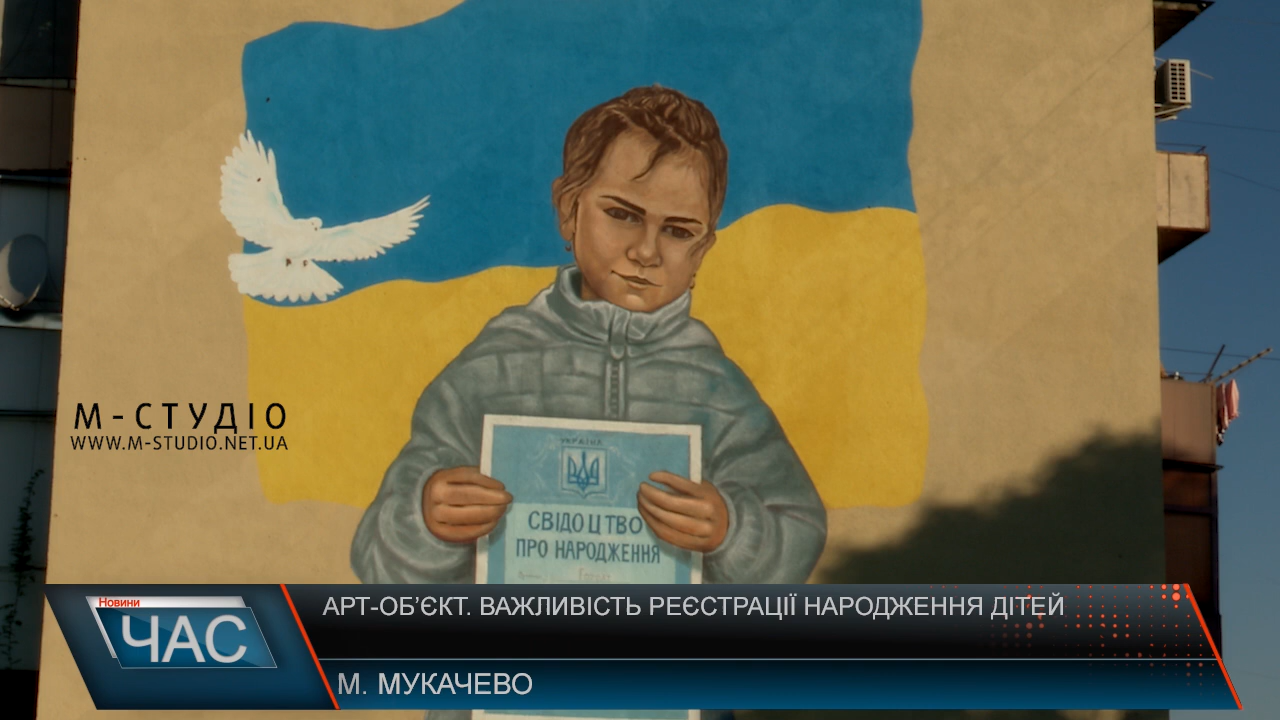 М-СТУДІО
WWW.M-STUDIO.NET.UA
УКРАЇНА
СВІДОЦТВО
ПРО НАРОДЖЕННЯ
Новини
ЧАС
АРТ-ОБ’ЄКТ. ВАЖЛИВІСТЬ РЕЄСТРАЦІЇ НАРОДЖЕННЯ ДІТЕЙ
М. МУКАЧЕВО